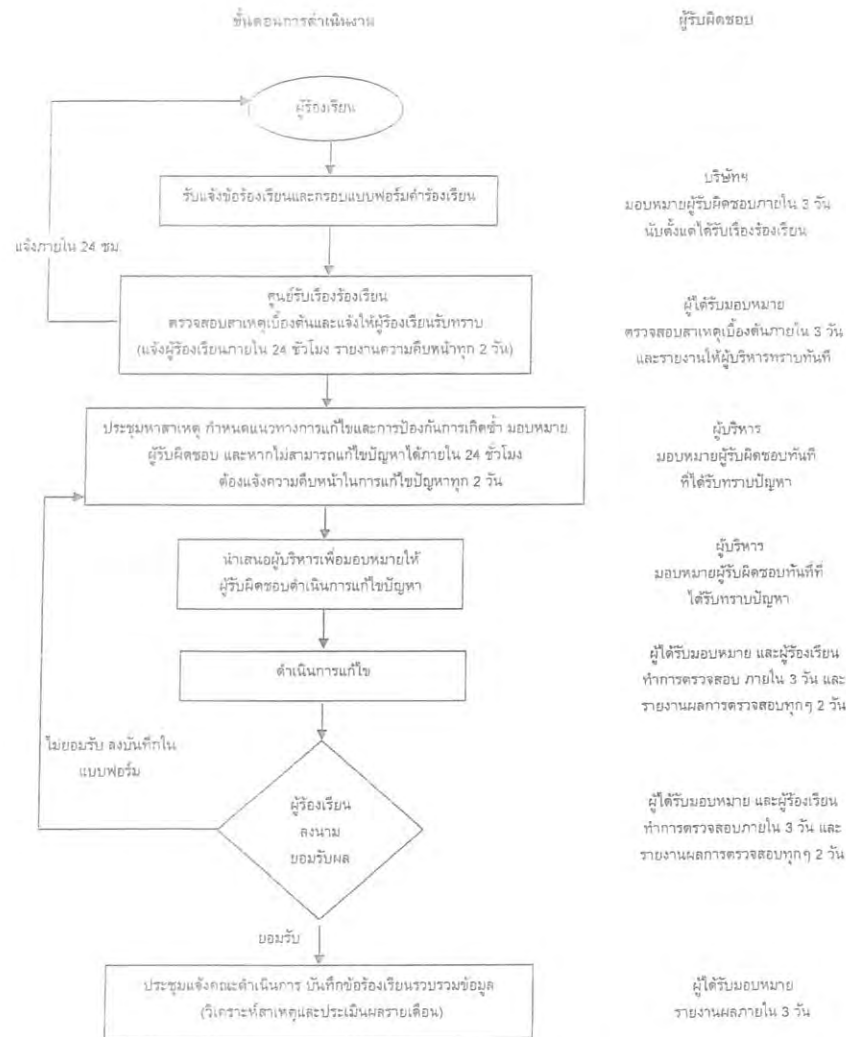 ขั้นตอนการดำเนินงาน
ผู้รับผิดชอบ
ผู้ร้องเรียน
รับแจ้งข้อร้องเรียนและกรอกแบบฟอร์มคำร้องเรียน
บริษัทฯ
มอบหมายผู้รับผิดชอบภายใน 3 วัน
นับตั้งแต่ได้รับเรื่องร้องเรียน
แจ้งภายใน 24 ชม.
ศูนย์รับเรื่องร้องเรียน
ตรวจสอบสาเหตุเบื้องต้นและแจ้งให้ผู้ร้องเรียนรับทราบ
(แจ้งผู้ร้องเรียนภายใน 24 ชั่วโมง รายงานความคืบหน้าทุก 2 วัน)
ผู้ได้รับมอบหมาย
ตรวจสอบสาเหตุเบื้องต้นภายใน 3 วัน
และรายงานให้ผู้บริหารทราบทันที
ประชุมหาสาเหตุ กำหนดแนวทางการแก้ไขและการป้องกันการเกิดซ้ำ มอบหมาย
ผู้รับผิดชอบ และหากไม่สามารถแก้ไขปัญหาได้ภายใน 24 ชั่วโมง
ต้องแจ้งความคืบหน้าในการแก้ไขปัญหาทุก 2 วัน
ผู้บริหาร
มอบหมายผู้รับผิดชอบทันที
ที่ได้รับทราบปัญหา
นำเสนอผู้บริหารเพื่อมอบหมายให้
ผู้รับผิดชอบดำเนินการแก้ไขปัญหา
ผู้บริหาร
มอบหมายผู้รับผิดชอบทันทีที่
ได้รับทราบปัญหา
ดำเนินการแก้ไข
ผู้ได้รับมอบหมาย และผู้ร้องเรียน
ทำการตรวจสอบ ภายใน 3 วัน และ
รายงานผลการตรวจสอบทุกๆ 2 วัน
ไม่ยอมรับ ลงบันทึกใน
แบบฟอร์ม
ผู้ร้องเรียน
ลงนาม
ยอมรับผล
ผู้ได้รับมอบหมาย และผู้ร้องเรียน
ทำการตรวจสอบภายใน 3 วัน และ
รายงานผลการตรวจสอบทุกๆ 2 วัน
ยอมรับ
ประชุมแจ้งคณะดำเนินการ บันทึกข้อร้องเรียนรวบรวมข้อมูล
(วิเคราะห์สาเหตุและประเมินผลรายเดือน)
ผู้ได้รับมอบหมาย
รายงานผลภายใน 3 วัน